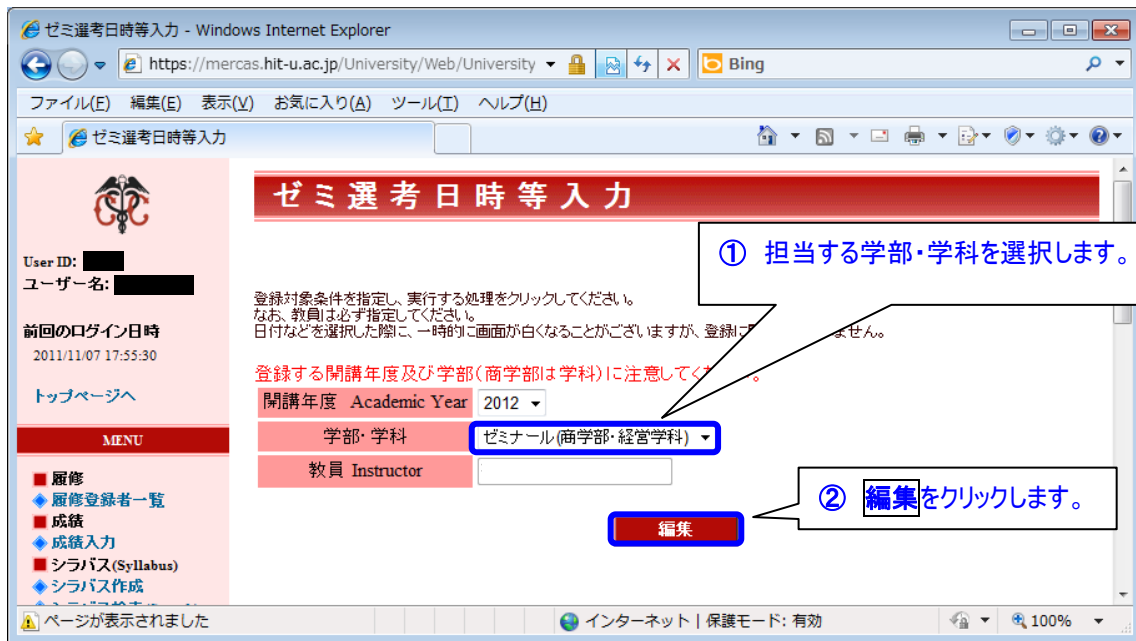 ゼミ選考日時等入力 - Windows Internet Explorer
https://mercas.hit-u.ac.jp/University/Web/University
Bing
ファイル(F) 編集(E) 表示(V) お気に入り(A) ツール(T) ヘルプ(H)
ゼミ選考日時等入力
ゼミ選考日時等入力
① 担当する学部・学科を選択します。
User ID:
ユーザー名:
前回のログイン日時
2011/11/07 17:55:30
トップページへ
MENU
■履修
◆履修登録者一覧
■成績
◆成績入力
■シラバス(Syllabus)
◆シラバス作成
登録対象条件を指定し、実行する処理をクリックしてください。
なお、教員は必ず指定してください。
日付などを選択した際に、一時的に画面が白くなることがございますが、登録に ません。
登録する開講年度及び学部(商学部は学科)に注意してく 。
開講年度 Academic Year 2012
学部・学科 ゼミナール(商学部・経営学科)
教員 Instructor
② 編集をクリックします。
編集
ページが表示されました
インターネット | 保護モード: 有効
100%